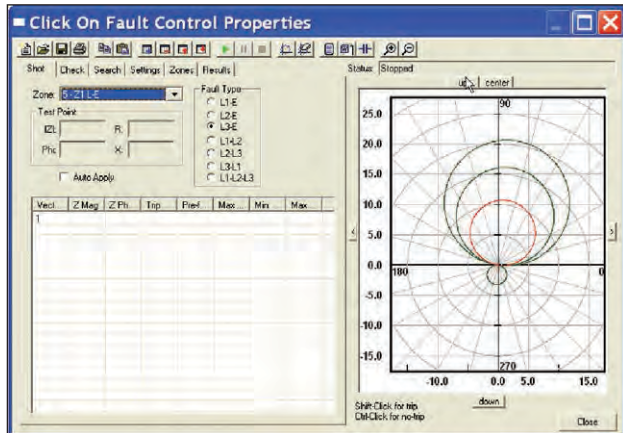 Click On Fault Control Properties
Shot Check Search Settings Zones Results
Status: Stopped
up center
Zone: 5 - Z1 L-E
Fault Type
L1-E
L2-E
L3-E
L1-L2
L2-L3
L3-L1
L1-L2-L3
Test Point
|Z|: R:
Phi: X:
Auto Apply
Vect... Z Mag Z Ph... Trip... Pre-f... Max... Min... Max...
1
90
25.0
20.0
15.0
10.0
5.0
0.0
180 0
-5.0
-10.0
-15.0
270
-10.0 0.0 5.0 15.0
< >
down
Shift-Click for trip
Ctrl-Click for no-trip
Close